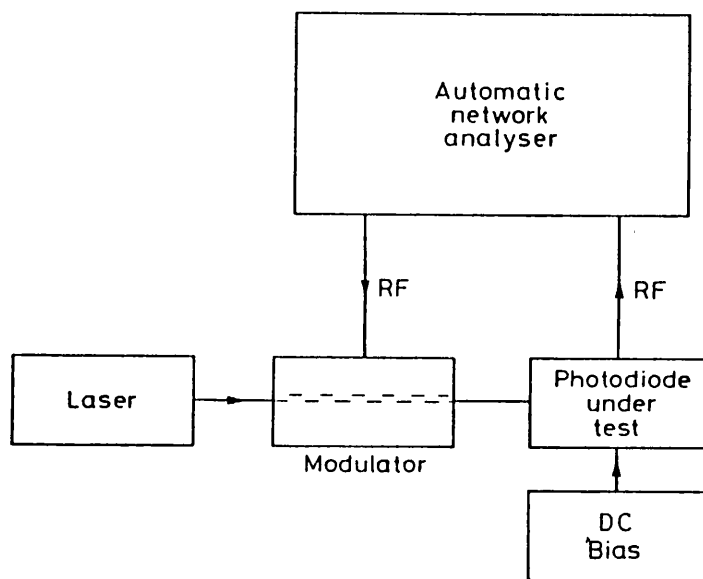 Automatic
network
analyser
RF
RF
Laser
Modulator
Photodiode
under
test
DC
Bias